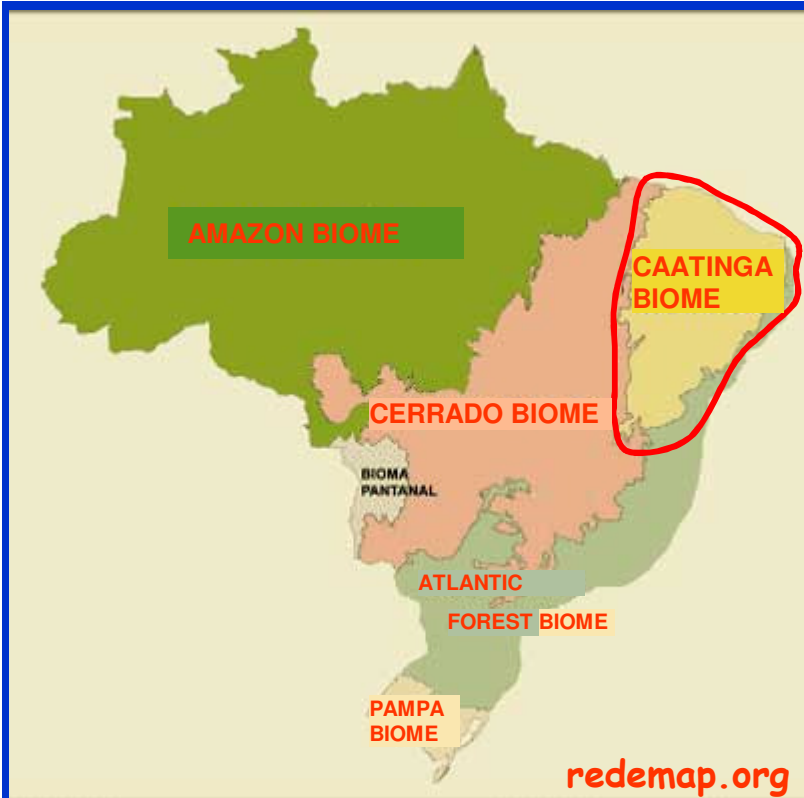 AMAZON BIOME
CAATINGA
BIOME
CERRADO BIOME
BIOMA
PANTANAL
ATLANTIC
FOREST BIOME
PAMPA
BIOME
redemap.org